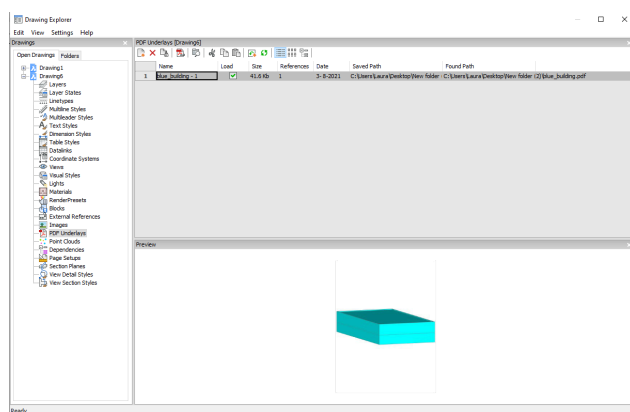 Drawing Explorer
Edit View Settings Help
Drawings
PDF Underlays [Drawing6]
Open Drawings Folders
Name Load Size References Date Saved Path Found Path
1 blue_building - 1 41.6 Kb 1 3- 8-2021 C:\Users\Laura\Desktop\New folder C:\Users\Laura\Desktop\New folder (2)\blue_building.pdf
Drawing1
Drawing6
Layers
Layer States
Linetypes
Multiline Styles
Multileader Styles
Text Styles
Dimension Styles
Table Styles
Datalinks
Coordinate Systems
Views
Visual Styles
Lights
Materials
RenderPresets
Blocks
External References
Images
PDF Underlays
Point Clouds
Dependencies
Page Setups
Section Planes
View Detail Styles
View Section Styles
Preview
Ready